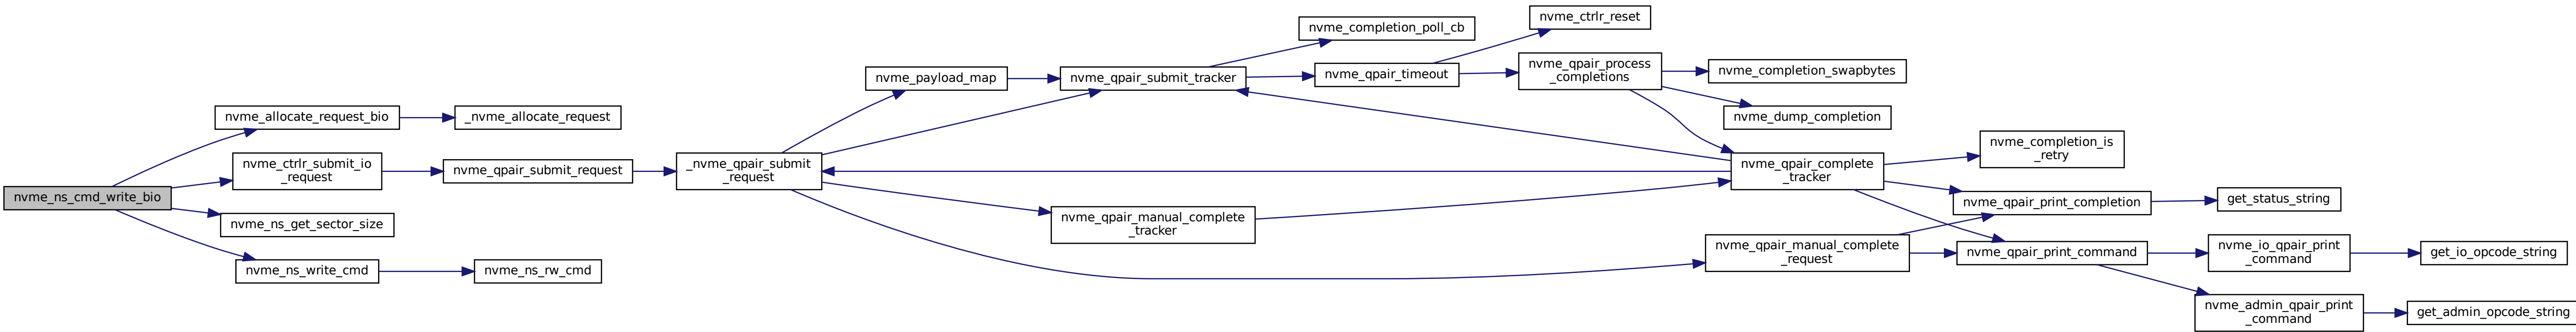 nvme_ns_cmd_write_bio
nvme_allocate_request_bio
_nvme_allocate_request
nvme_ctrlr_submit_io
_request
nvme_qpair_submit_request
nvme_ns_get_sector_size
nvme_ns_write_cmd
nvme_ns_rw_cmd
_nvme_qpair_submit
_request
nvme_payload_map
nvme_qpair_submit_tracker
nvme_completion_poll_cb
nvme_qpair_timeout
nvme_ctrlr_reset
nvme_qpair_process
_completions
nvme_completion_swapbytes
nvme_dump_completion
nvme_qpair_manual_complete
_tracker
nvme_qpair_complete
_tracker
nvme_completion_is
_retry
nvme_qpair_print_completion
get_status_string
nvme_qpair_manual_complete
_request
nvme_qpair_print_command
nvme_io_qpair_print
_command
get_io_opcode_string
nvme_admin_qpair_print
_command
get_admin_opcode_string